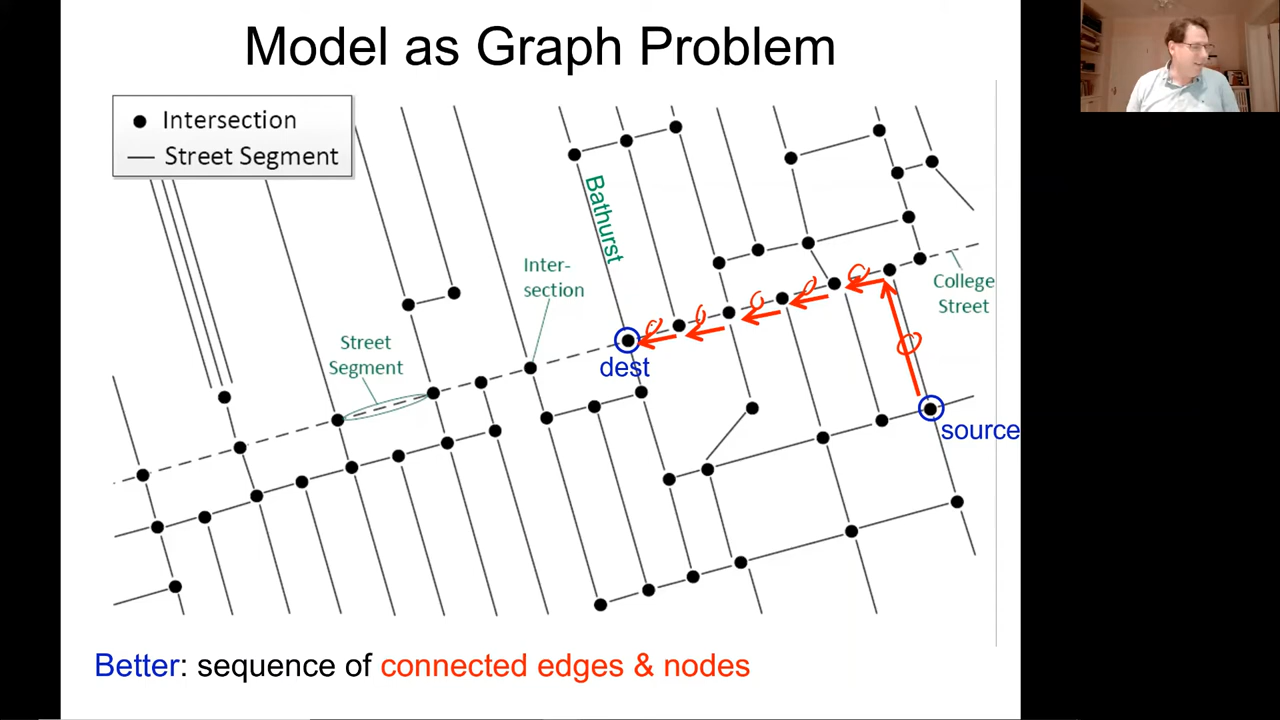 Model as Graph Problem
Intersection
Street Segment
Bathurst
Inter-
section
College
Street
Street
Segment
dest
source
Better: sequence of connected edges & nodes